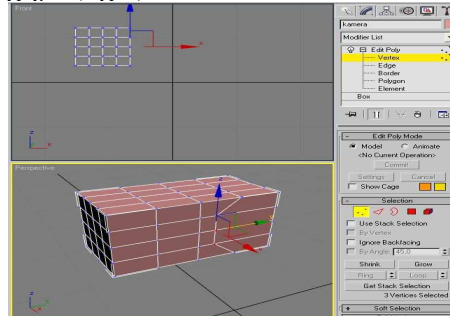 Front
x
z
x
Perspective
z
x
kamera
Modifier List
Edit Poly
Vertex
Edge
Border
Polygon
Element
Box
Edit Poly Mode
Model Animate
<No Current Operation>
Commit
Settings Cancel
Show Cage
Selection
Use Stack Selection
By Vertex
Ignore Backfacing
By Angle: 45.0
Shrink Grow
Ring Loop
Get Stack Selection
3 Vertices Selected
Soft Selection